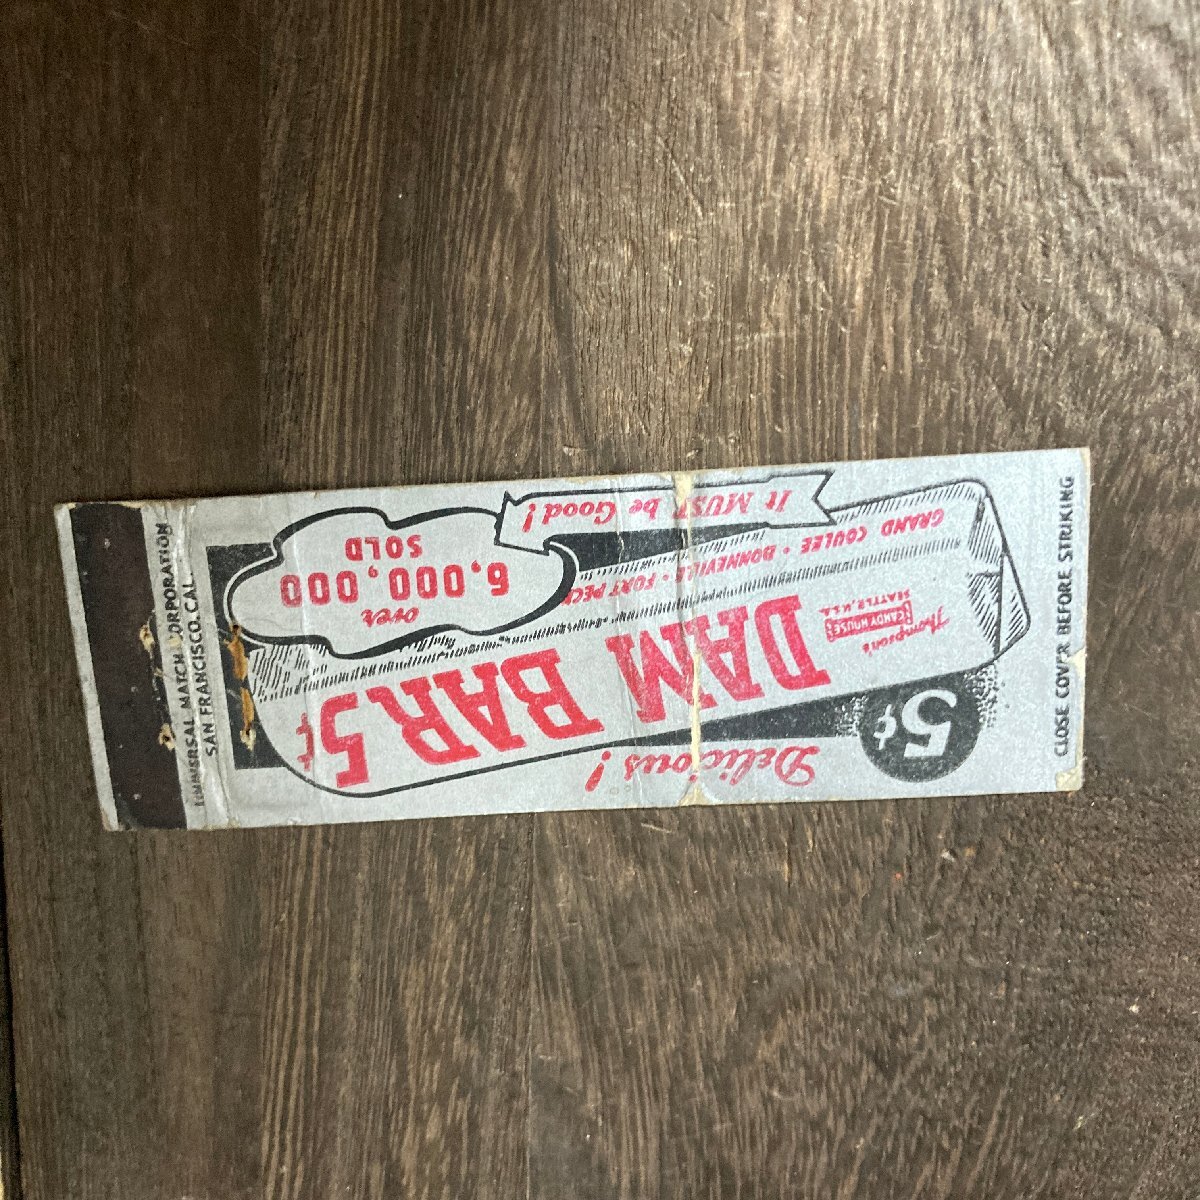 Delicious!
5¢
DAM BAR 5¢
Thompson's
CANDY HOUSE
SEATTLE, U.S.A.
GRAND COULEE • BONNEVILLE • FORT PECK
over
6,000,000
SOLD
It MUST be Good!
CLOSE COVER BEFORE STRIKING
UNIVERSAL MATCH CORPORATION
SAN FRANCISCO. CAL.